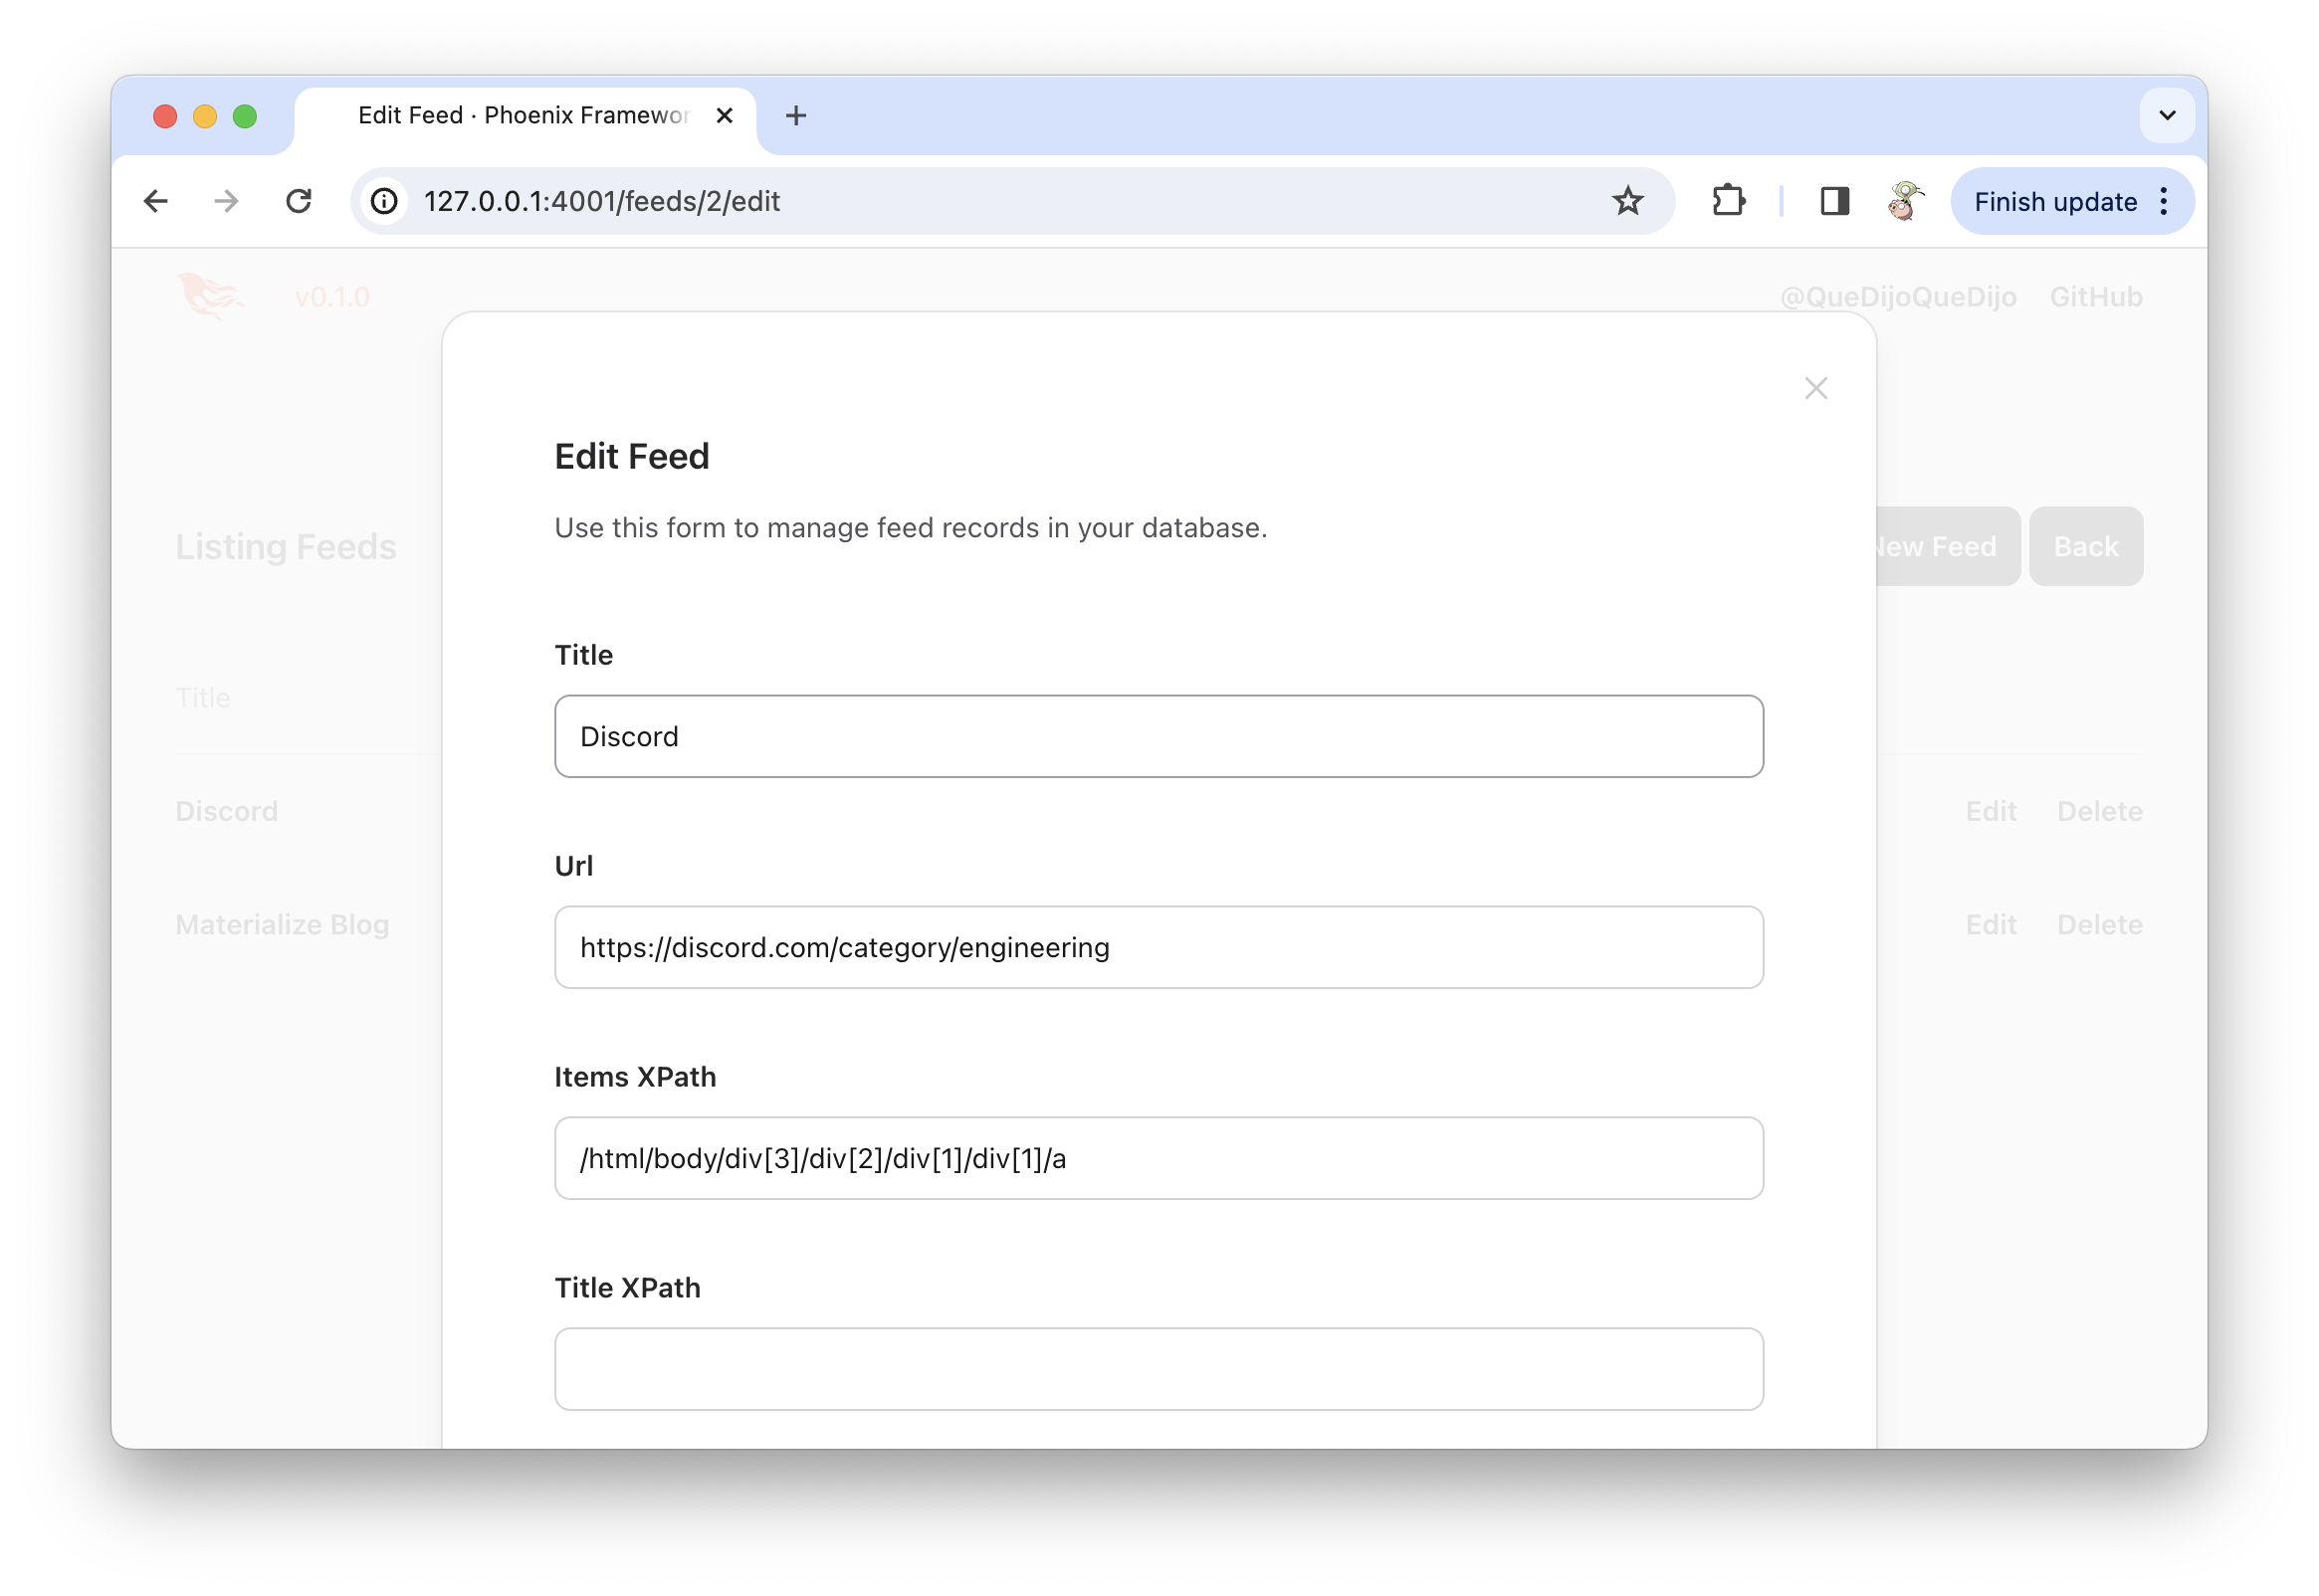 Edit Feed · Phoenix Framewor
127.0.0.1:4001/feeds/2/edit
Finish update
v0.1.0
@QueDijoQueDijo GitHub
Edit Feed
Use this form to manage feed records in your database.
Listing Feeds
New Feed
Back
Title
Discord
Title
Discord
Edit
Delete
Url
https://discord.com/category/engineering
Materialize Blog
Edit
Delete
Items XPath
/html/body/div[3]/div[2]/div[1]/div[1]/a
Title XPath